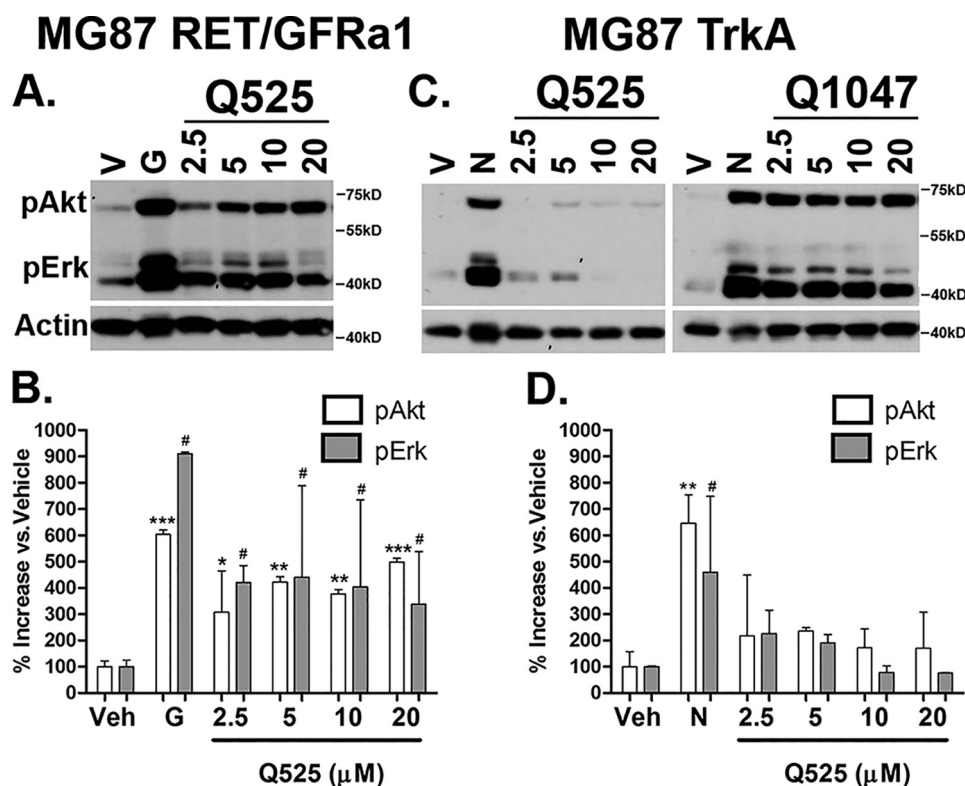 MG87 RET/GFRa1 MG87 TrkA
A. Q525
V G 2.5 5 10 20
pAkt
pErk
Actin
–75kD
–55kD
–40kD
–40kD
C. Q525 Q1047
V N 2.5 5 10 20 V N 2.5 5 10 20
–75kD
–55kD
–40kD
–40kD
B.
pAkt
pErk
% Increase vs.Vehicle
1000
900
800
700
600
500
400
300
200
100
0
*** # * # ** # ** # *** #
Veh G 2.5 5 10 20
Q525 (μM)
D.
pAkt
pErk
% Increase vs.Vehicle
1000
900
800
700
600
500
400
300
200
100
0
** #
Veh N 2.5 5 10 20
Q525 (μM)